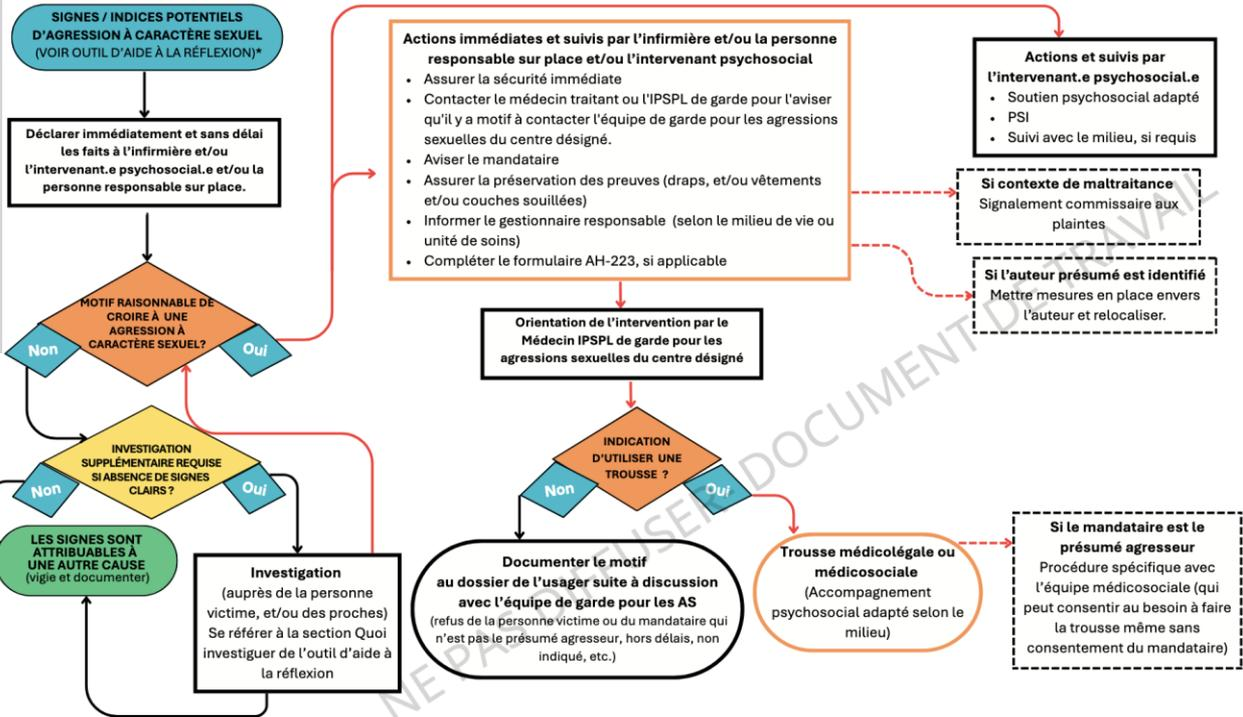 SIGNES / INDICES POTENTIELS
D'AGRESSION À CARACTÈRE SEXUEL
(VOIR OUTIL D'AIDE À LA RÉFLEXION)*
Déclarer immédiatement et sans délai
les faits à l'infirmière et/ou
l'intervenant.e psychosocial.e et/ou la
personne responsable sur place.
MOTIF RAISONNABLE DE
CROIRE À UNE
AGRESSION À
CARACTÈRE SEXUEL?
Non
Oui
INVESTIGATION
SUPPLÉMENTAIRE REQUISE
SI ABSENCE DE SIGNES
CLAIRS ?
Non
Oui
LES SIGNES SONT
ATTRIBUABLES À
UNE AUTRE CAUSE
(vigie et documenter)
Investigation
(auprès de la personne
victime, et/ou des proches)
Se référer à la section Quoi
investiguer de l'outil d'aide à
la réflexion
Actions immédiates et suivis par l'infirmière et/ou la personne
responsable sur place et/ou l'intervenant psychosocial
• Assurer la sécurité immédiate
• Contacter le médecin traitant ou l'IPSPL de garde pour l'aviser
qu'il y a motif à contacter l'équipe de garde pour les agressions
sexuelles du centre désigné.
• Aviser le mandataire
• Assurer la préservation des preuves (draps, et/ou vêtements
et/ou couches souillées)
• Informer le gestionnaire responsable (selon le milieu de vie ou
unité de soins)
• Compléter le formulaire AH-223, si applicable
Orientation de l'intervention par le
Médecin IPSPL de garde pour les
agressions sexuelles du centre désigné
INDICATION
D'UTILISER UNE
TROUSSE ?
Non
Oui
Documenter le motif
au dossier de l'usager suite à discussion
avec l'équipe de garde pour les AS
(refus de la personne victime ou du mandataire qui
n'est pas le présumé agresseur, hors délais, non
indiqué, etc.)
Trousse médicolégale ou
médicosociale
(Accompagnement
psychosocial adapté selon le
milieu)
Actions et suivis par
l'intervenant.e psychosocial.e
• Soutien psychosocial adapté
• PSI
• Suivi avec le milieu, si requis
Si contexte de maltraitance
Signalement commissaire aux
plaintes
Si l'auteur présumé est identifié
Mettre mesures en place envers
l'auteur et relocaliser.
Si le mandataire est le
présumé agresseur
Procédure spécifique avec
l'équipe médicosociale (qui
peut consentir au besoin à faire
la trousse même sans
consentement du mandataire)
NE PAS DIFFUSER- DOCUMENT DE TRAVAIL